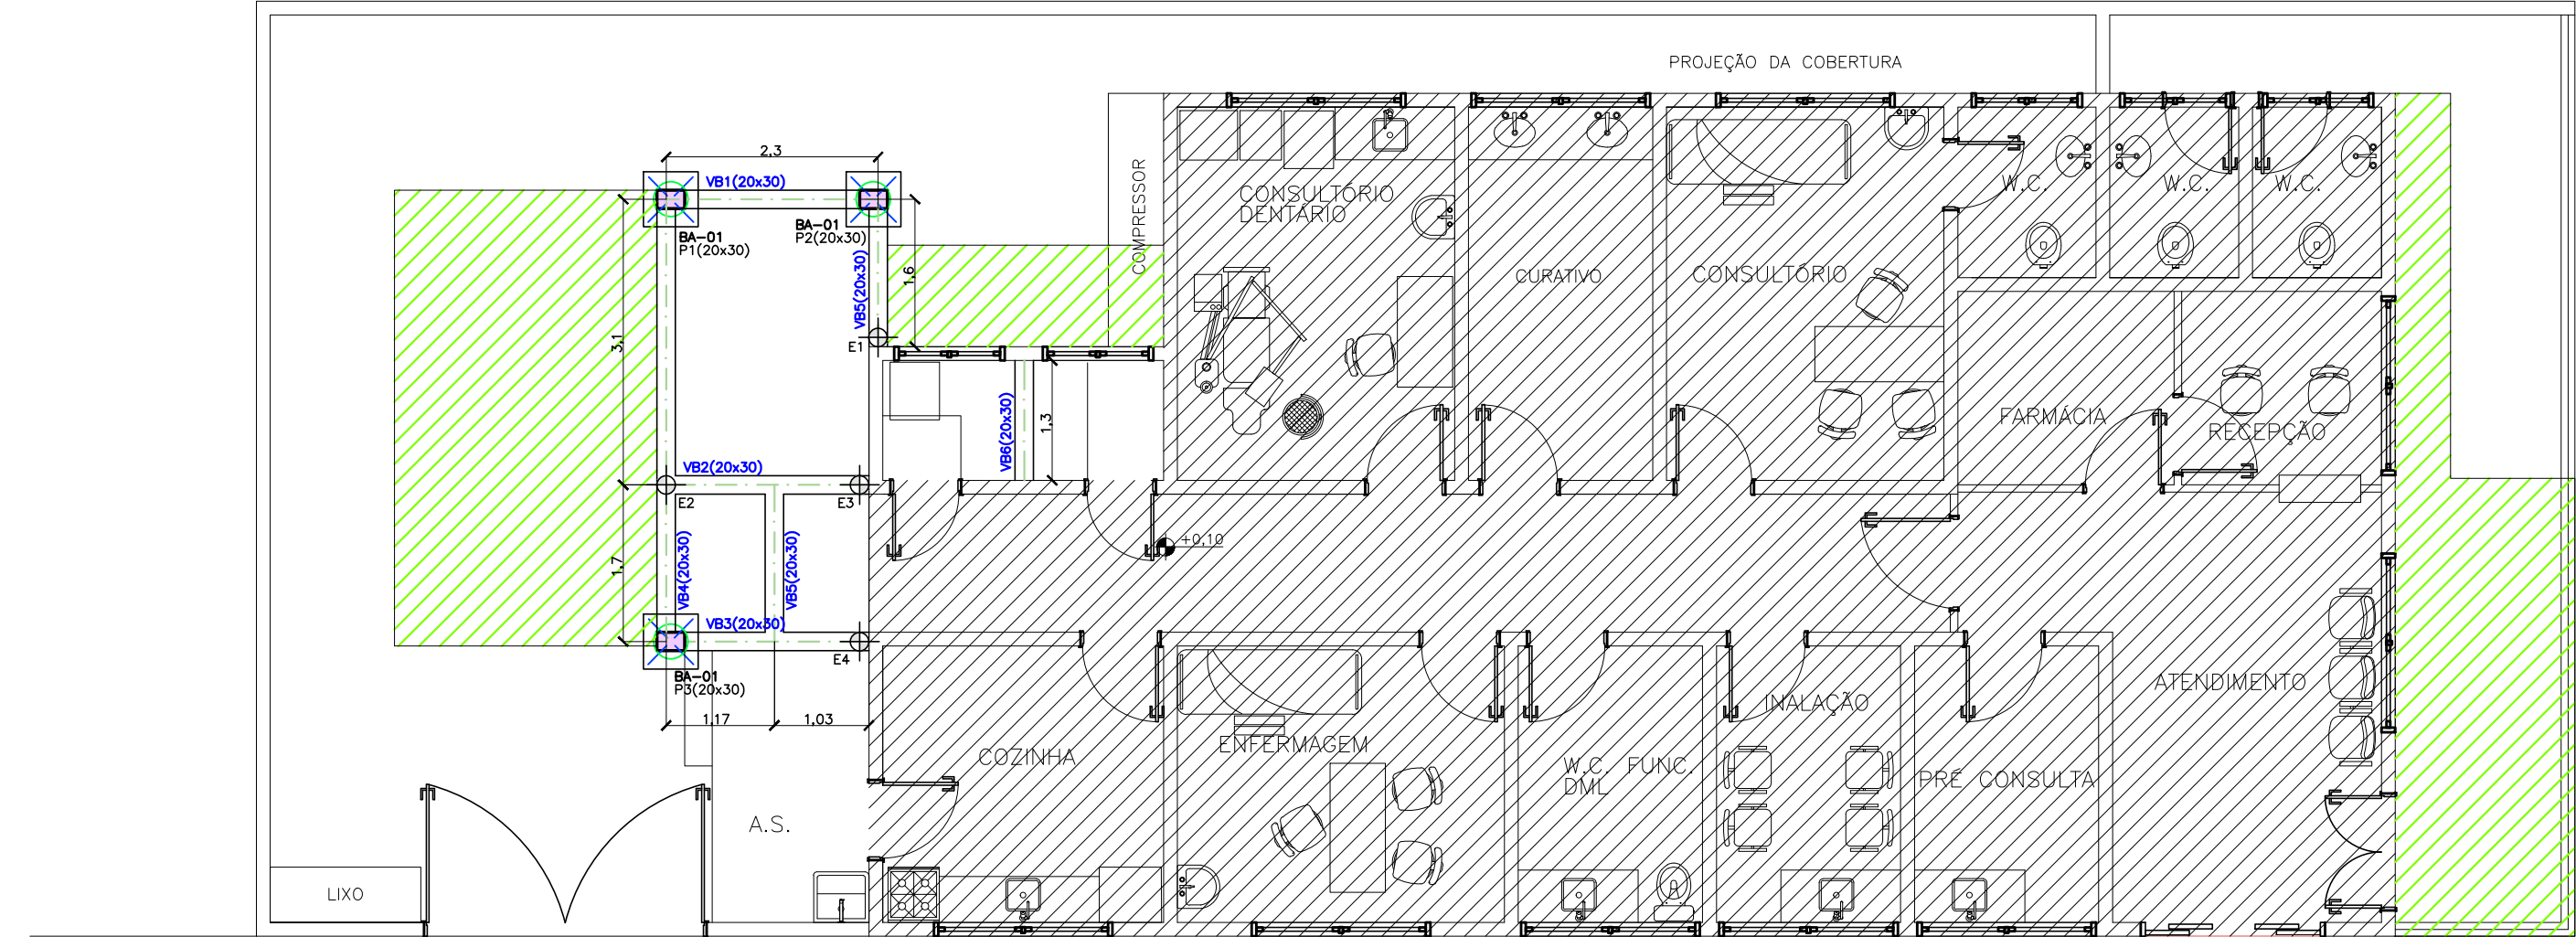 PROJEÇÃO DA COBERTURA
2,3
VB1(20x30)
BA-01
P1(20x30)
BA-01
P2(20x30)
VB5(20x30)
1,6
E1
3,1
COMPRESSOR
CONSULTÓRIO
DENTÁRIO
CURATIVO
CONSULTÓRIO
W.C.
W.C.
W.C.
FARMÁCIA
RECEPÇÃO
VB6(20x30)
1,3
VB2(20x30)
E2
E3
+0,10
1,7
VB4(20x30)
VB5(20x30)
VB3(20x30)
E4
BA-01
P3(20x30)
1,17
1,03
A.S.
LIXO
COZINHA
ENFERMAGEM
W.C. FUNC.
DML
INALAÇÃO
PRÉ CONSULTA
ATENDIMENTO